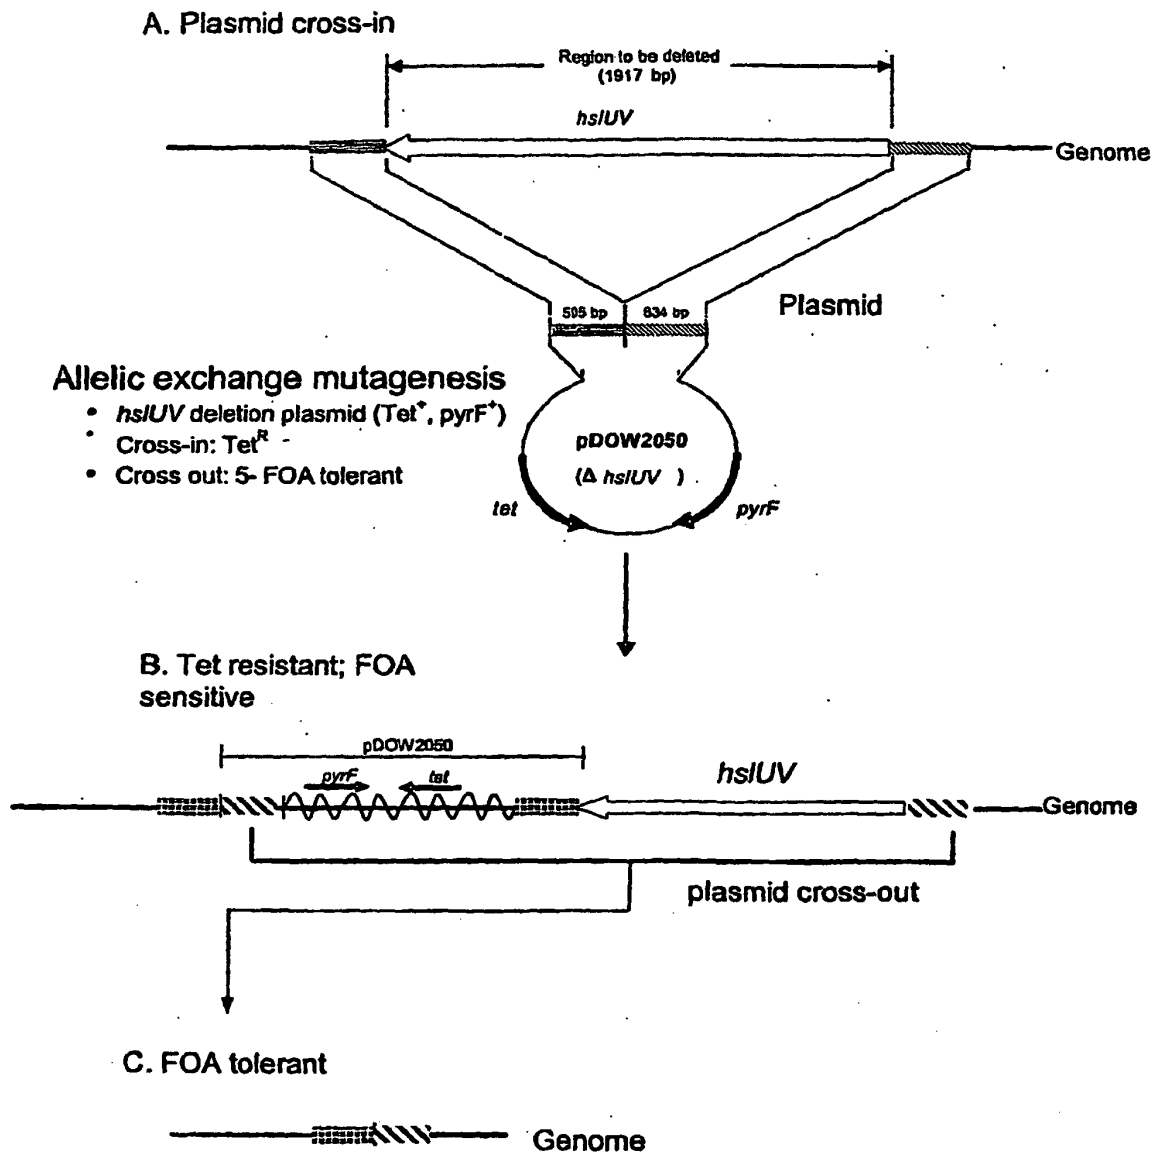 A. Plasmid cross-in
Region to be deleted
(1917 bp)
hslUV
Genome
595 bp
634 bp
Plasmid
Allelic exchange mutagenesis
• hslUV deletion plasmid (Tet⁺, pyrF⁺)
• Cross-in: Tetᴿ -
• Cross out: 5- FOA tolerant
pDOW2050
(Δ hslUV )
tet
pyrF
B. Tet resistant; FOA
sensitive
pDOW2050
pyrF
tet
hslUV
Genome
plasmid cross-out
C. FOA tolerant
Genome